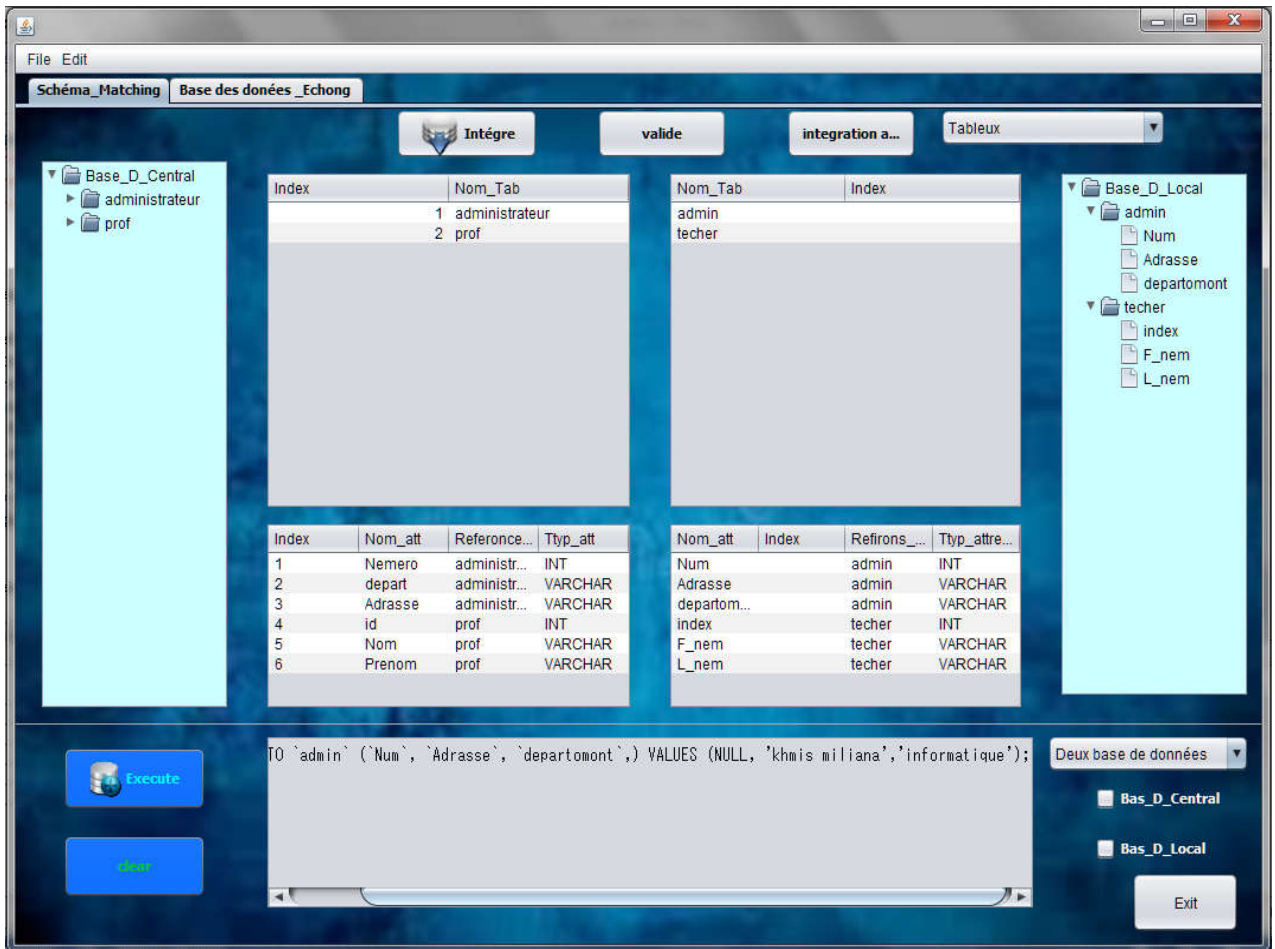 File Edit
Schéma_Matching Base des donées _Echong
Intégre valide integration a... Tableux
Base_D_Central
administrateur
prof
Index Nom_Tab
1 administrateur
2 prof
Nom_Tab Index
admin
techer
Base_D_Local
admin
Num
Adrasse
departomont
techer
index
F_nem
L_nem
Index Nom_att Referonce... Ttyp_att
1 Nemero administr... INT
2 depart administr... VARCHAR
3 Adrasse administr... VARCHAR
4 id prof INT
5 Nom prof VARCHAR
6 Prenom prof VARCHAR
Nom_att Index Refirons_... Ttyp_attre...
Num admin INT
Adrasse admin VARCHAR
departom... admin VARCHAR
index techer INT
F_nem techer VARCHAR
L_nem techer VARCHAR
Execute
clear
TO `admin` (`Num`, `Adrasse`, `departomont`,) VALUES (NULL, 'khmis miliana','informatique');
Deux base de données
Bas_D_Central
Bas_D_Local
Exit